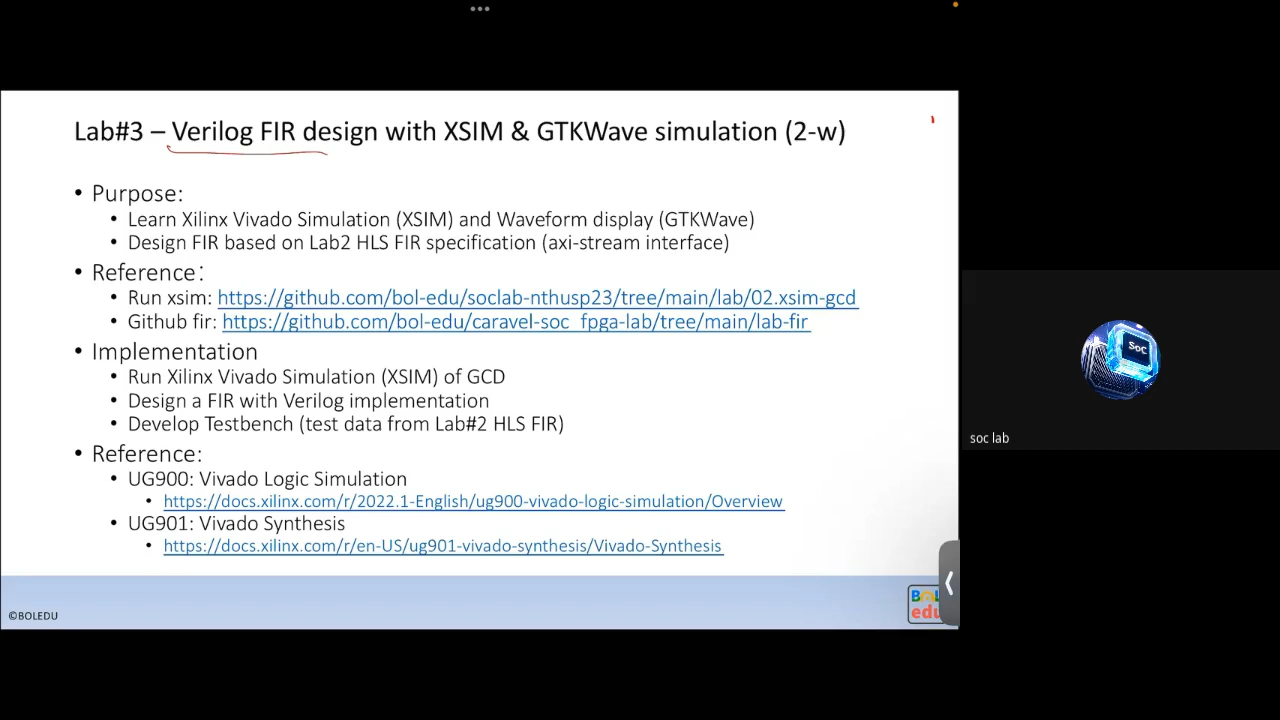 Lab#3 – Verilog FIR design with XSIM & GTKWave simulation (2-w)
• Purpose:
• Learn Xilinx Vivado Simulation (XSIM) and Waveform display (GTKWave)
• Design FIR based on Lab2 HLS FIR specification (axi-stream interface)
• Reference：
• Run xsim: https://github.com/bol-edu/soclab-nthusp23/tree/main/lab/02.xsim-gcd
• Github fir: https://github.com/bol-edu/caravel-soc_fpga-lab/tree/main/lab-fir
• Implementation
• Run Xilinx Vivado Simulation (XSIM) of GCD
• Design a FIR with Verilog implementation
• Develop Testbench (test data from Lab#2 HLS FIR)
• Reference:
• UG900: Vivado Logic Simulation
• https://docs.xilinx.com/r/2022.1-English/ug900-vivado-logic-simulation/Overview
• UG901: Vivado Synthesis
• https://docs.xilinx.com/r/en-US/ug901-vivado-synthesis/Vivado-Synthesis
©BOLEDU
BOL
edu
SoC
soc lab